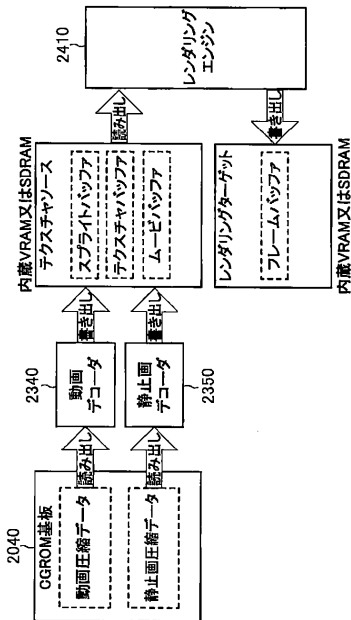 2040
CGROM基板
動画圧縮データ
静止画圧縮データ
読み出し
読み出し
2340
動画
デコーダ
静止画
デコーダ
2350
書き出し
書き出し
内蔵VRAM又はSDRAM
テクスチャソース
スプライトバッファ
テクスチャバッファ
ムービバッファ
読み出し
2410
レンダリング
エンジン
書き出し
レンダリングターゲット
フレームバッファ
内蔵VRAM又はSDRAM